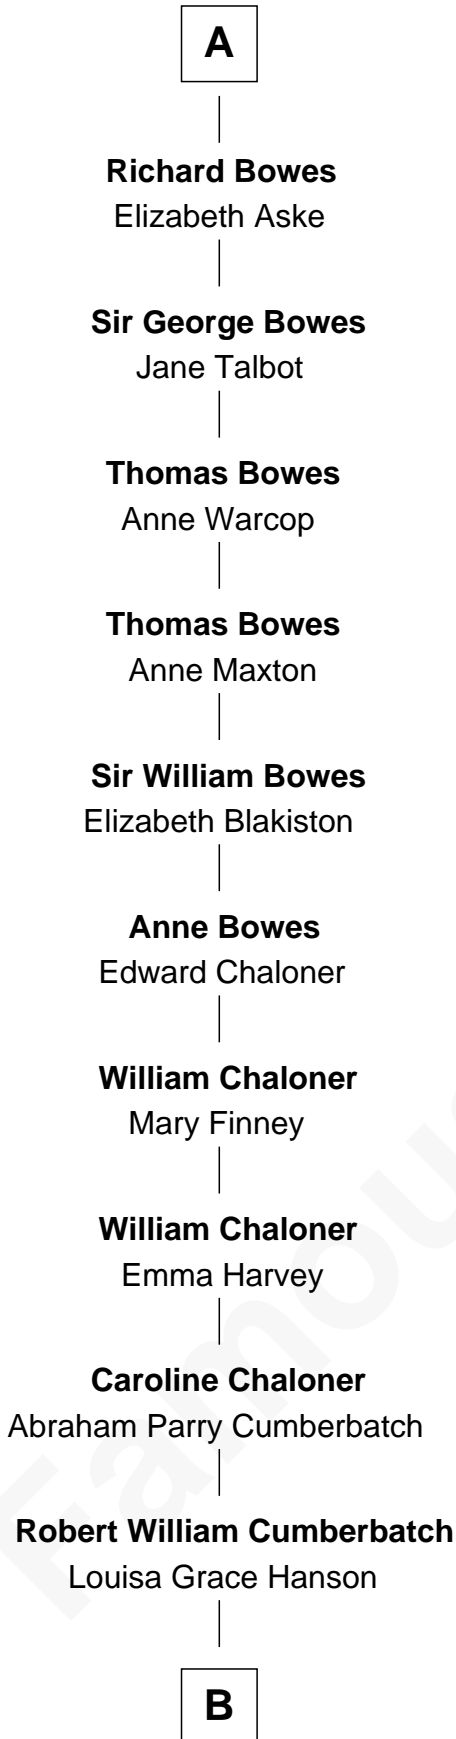 A
Richard Bowes
Elizabeth Aske
Sir George Bowes
Jane Talbot
Thomas Bowes
Anne Warcop
Thomas Bowes
Anne Maxton
Sir William Bowes
Elizabeth Blakiston
Anne Bowes
Edward Chaloner
William Chaloner
Mary Finney
William Chaloner
Emma Harvey
Caroline Chaloner
Abraham Parry Cumberbatch
Robert William Cumberbatch
Louisa Grace Hanson
B
Famou